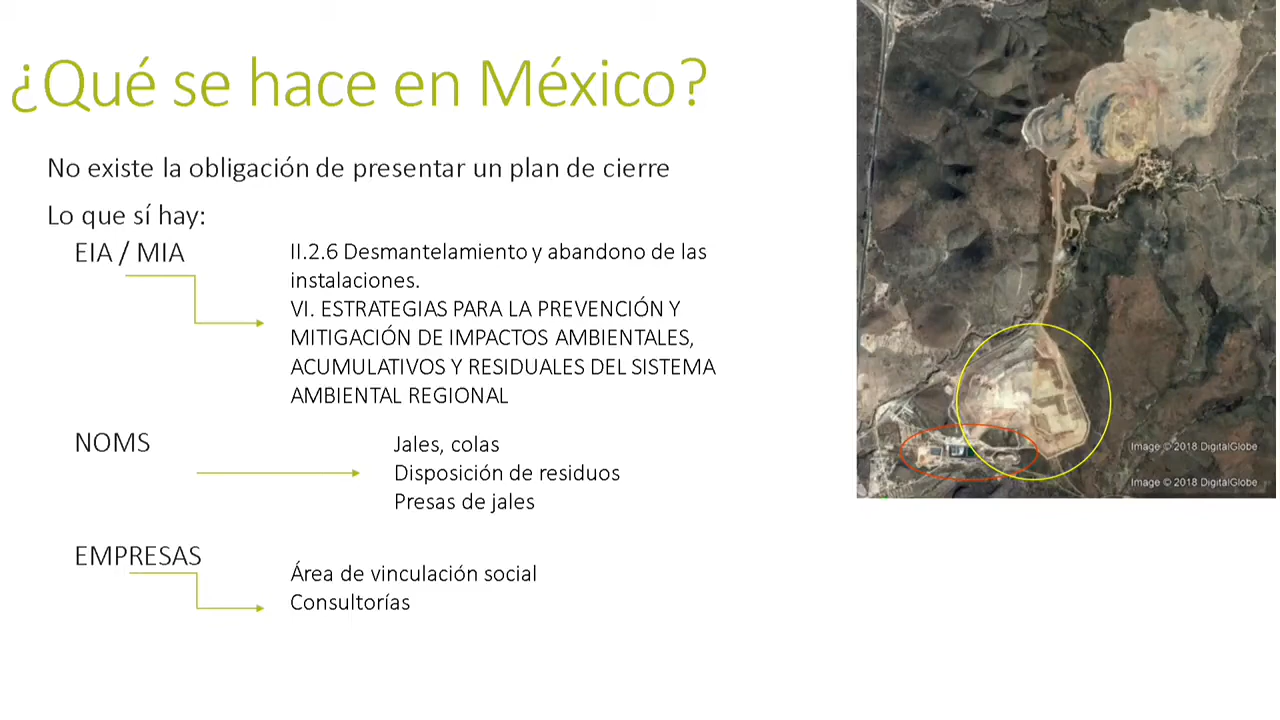 ¿Qué se hace en México?
No existe la obligación de presentar un plan de cierre
Lo que sí hay:
EIA / MIA
II.2.6 Desmantelamiento y abandono de las
instalaciones.
VI. ESTRATEGIAS PARA LA PREVENCIÓN Y
MITIGACIÓN DE IMPACTOS AMBIENTALES,
ACUMULATIVOS Y RESIDUALES DEL SISTEMA
AMBIENTAL REGIONAL
NOMS
Jales, colas
Disposición de residuos
Presas de jales
EMPRESAS
Área de vinculación social
Consultorías
Image © 2018 DigitalGlobe
Image © 2018 DigitalGlobe